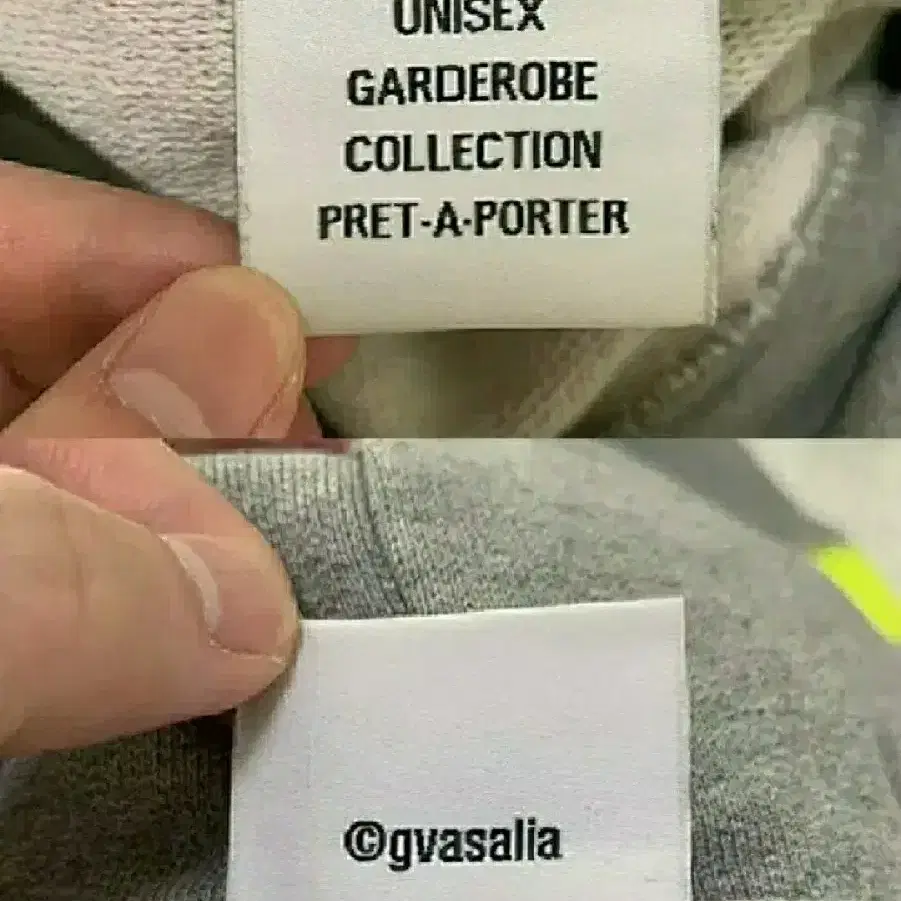 UNISEX
GARDEROBE
COLLECTION
PRET-A-PORTER
©gvasalia